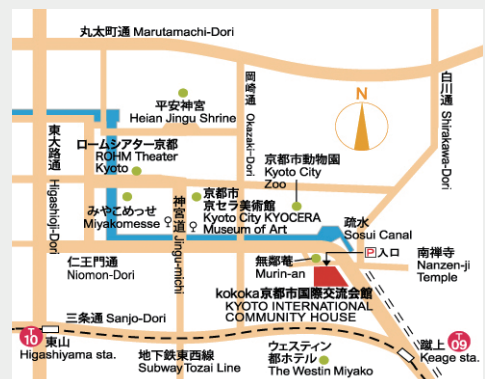 丸太町通 Marutamachi-Dori
岡崎通 Okazaki-Dori
白川通 Shirakawa-Dori
N
平安神宮
Heian Jingu Shrine
東大路通 Higashioji-Dori
ロームシアター京都
ROHM Theater
Kyoto
京都市動物園
Kyoto City
Zoo
みやこめっせ
Miyakomesse
神宮道 Jingu-michi
京都市
京セラ美術館
Kyoto City KYOCERA
Museum of Art
疏水
Sosui Canal
P 入口
南禅寺
Nanzen-ji
Temple
仁王門通
Niomon-Dori
無鄰菴
Murin-an
kokoka京都市国際交流会館
KYOTO INTERNATIONAL
COMMUNITY HOUSE
三条通 Sanjo-Dori
T
10
東山
Higashiyama sta.
地下鉄東西線
Subway Tozai Line
ウェスティン
都ホテル
The Westin Miyako
蹴上
T
09
Keage sta.